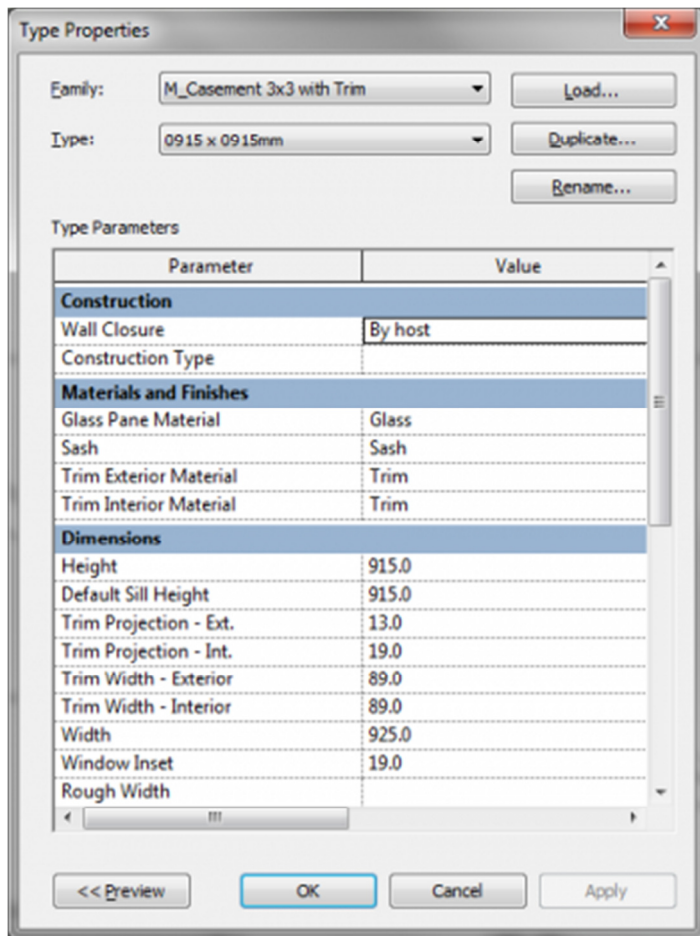 Type Properties
Family: M_Casement 3x3 with Trim Load...
Type: 0915 x 0915mm Duplicate...
Rename...
Type Parameters
Parameter Value
Construction
Wall Closure By host
Construction Type
Materials and Finishes
Glass Pane Material Glass
Sash Sash
Trim Exterior Material Trim
Trim Interior Material Trim
Dimensions
Height 915.0
Default Sill Height 915.0
Trim Projection - Ext. 13.0
Trim Projection - Int. 19.0
Trim Width - Exterior 89.0
Trim Width - Interior 89.0
Width 925.0
Window Inset 19.0
Rough Width
<< Preview OK Cancel Apply